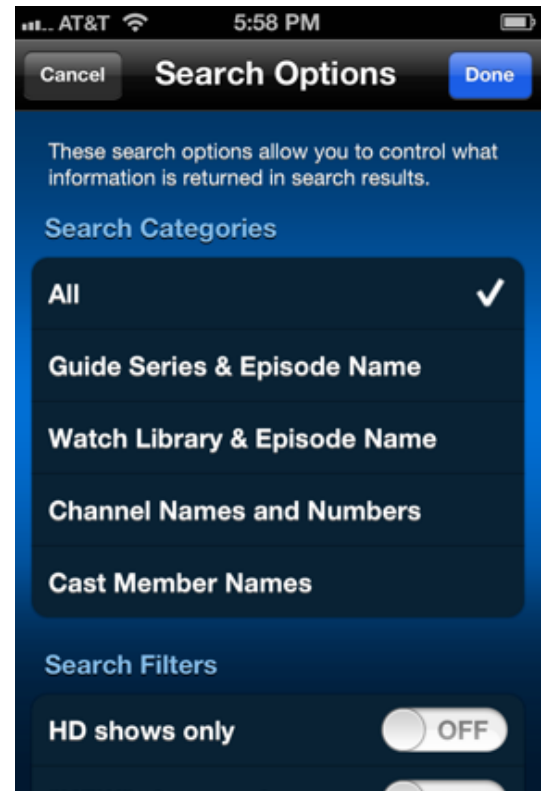 AT&T 5:58 PM
Cancel Search Options Done
These search options allow you to control what
information is returned in search results.
Search Categories
All
Guide Series & Episode Name
Watch Library & Episode Name
Channel Names and Numbers
Cast Member Names
Search Filters
HD shows only OFF